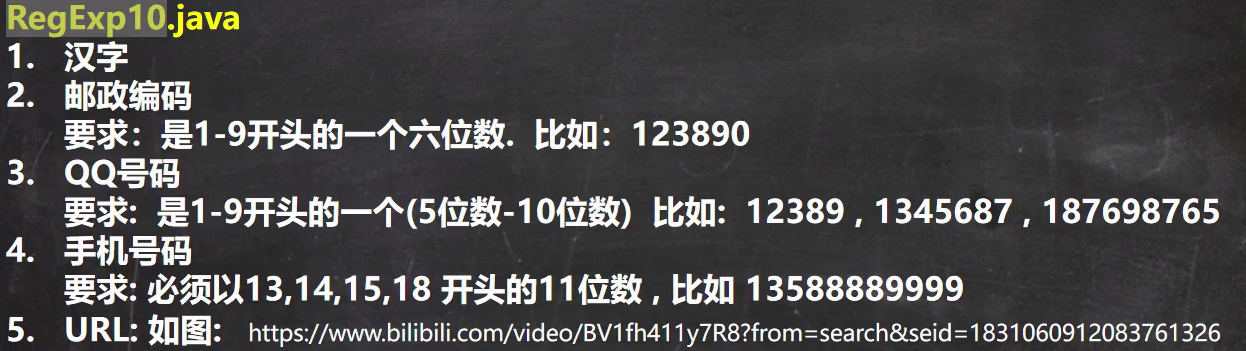 RegExp10.java
1. 汉字
2. 邮政编码
要求：是1-9开头的一个六位数. 比如：123890
3. QQ号码
要求: 是1-9开头的一个(5位数-10位数) 比如: 12389 , 1345687 , 187698765
4. 手机号码
要求: 必须以13,14,15,18 开头的11位数 , 比如 13588889999
5. URL: 如图: https://www.bilibili.com/video/BV1fh411y7R8?from=search&seid=1831060912083761326